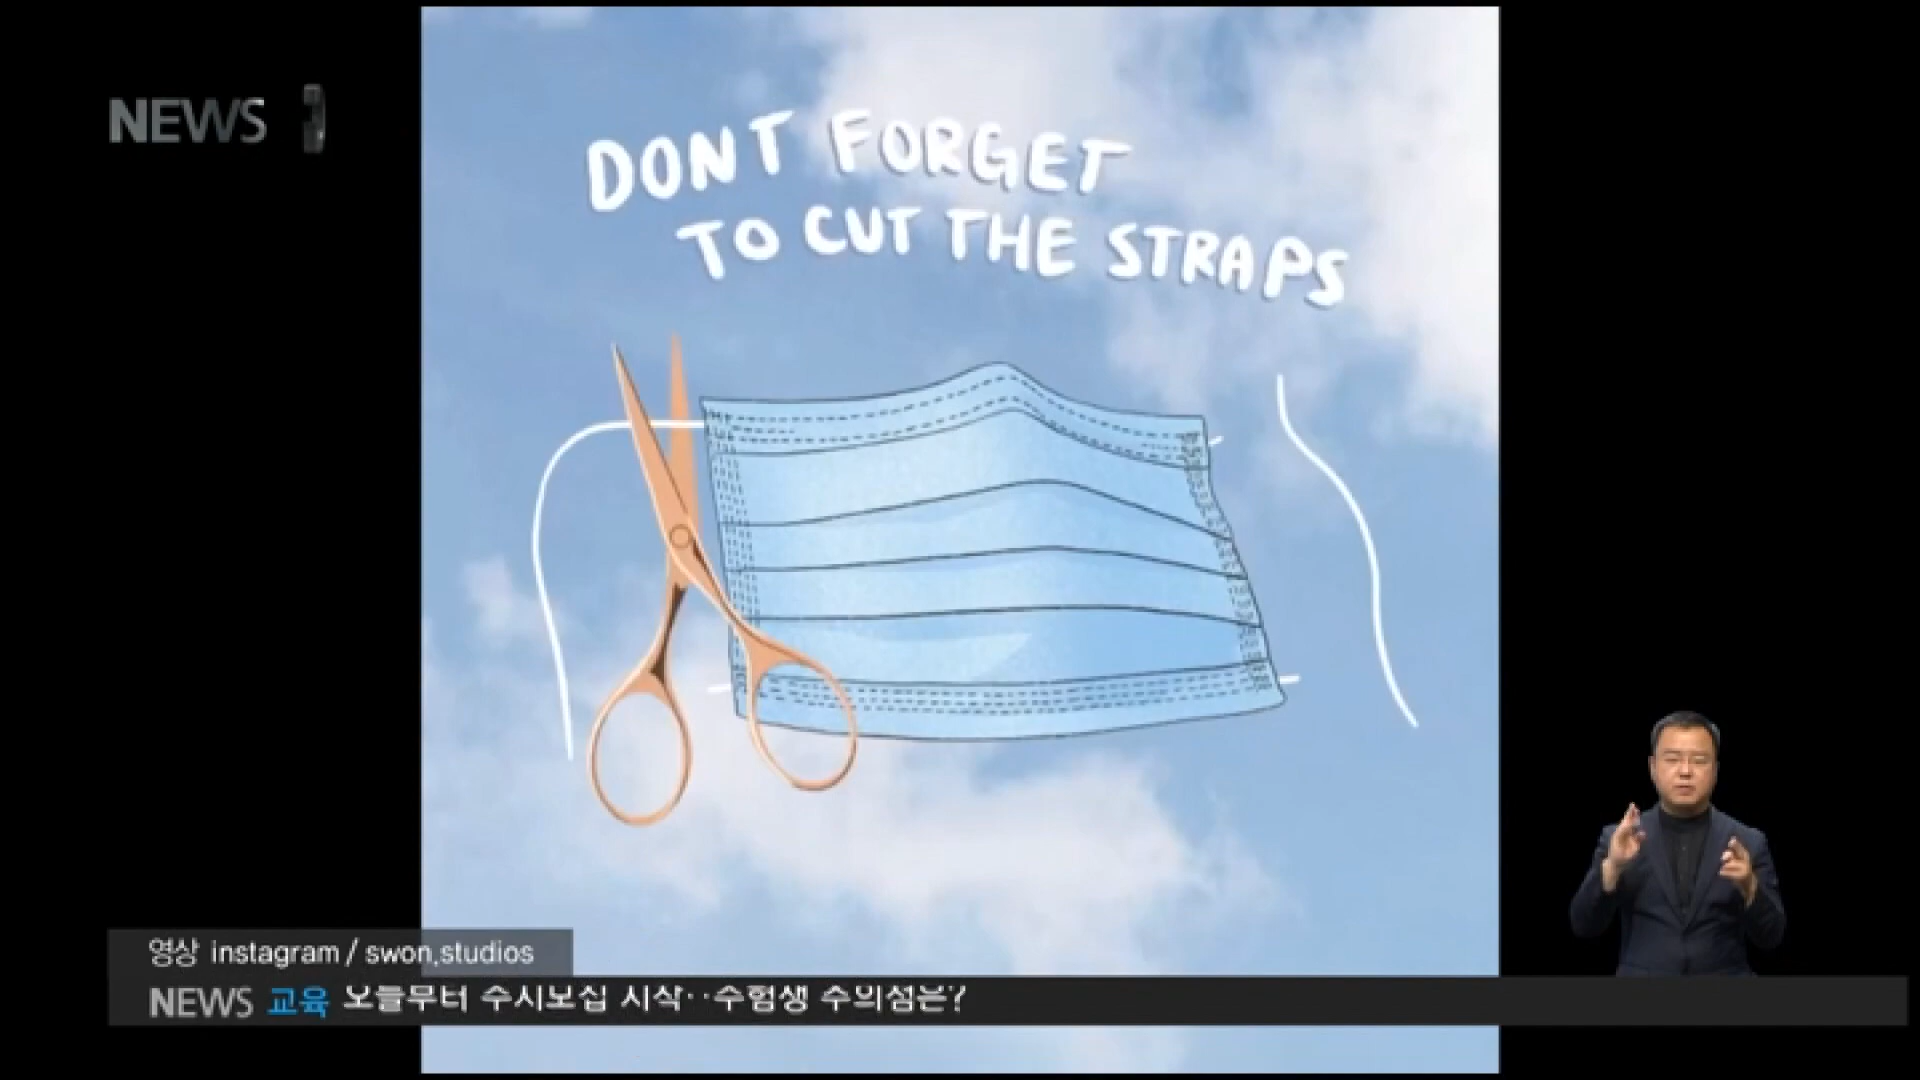 NEWS
DONT FORGET
TO CUT THE STRAPS
영상 instagram / swon.studios
NEWS 교육 오늘부터 수시모집 시작··수험생 주의점은?